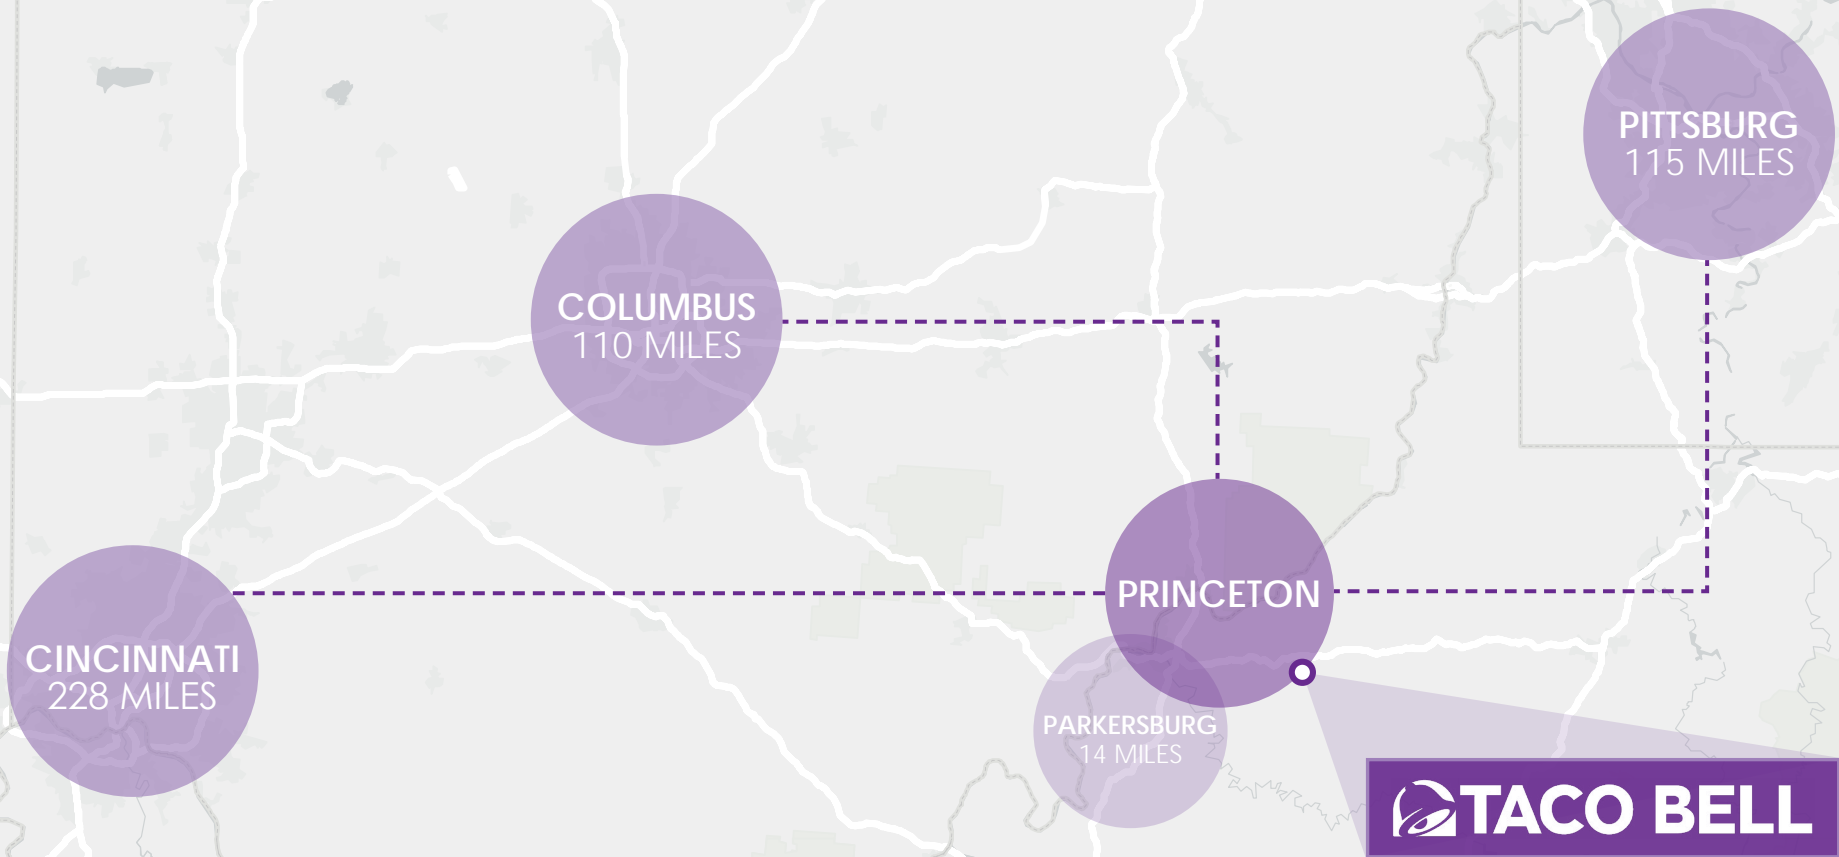 PITTSBURG
115 MILES
COLUMBUS
110 MILES
PRINCETON
CINCINNATI
228 MILES
PARKERSBURG
14 MILES
TACO BELL